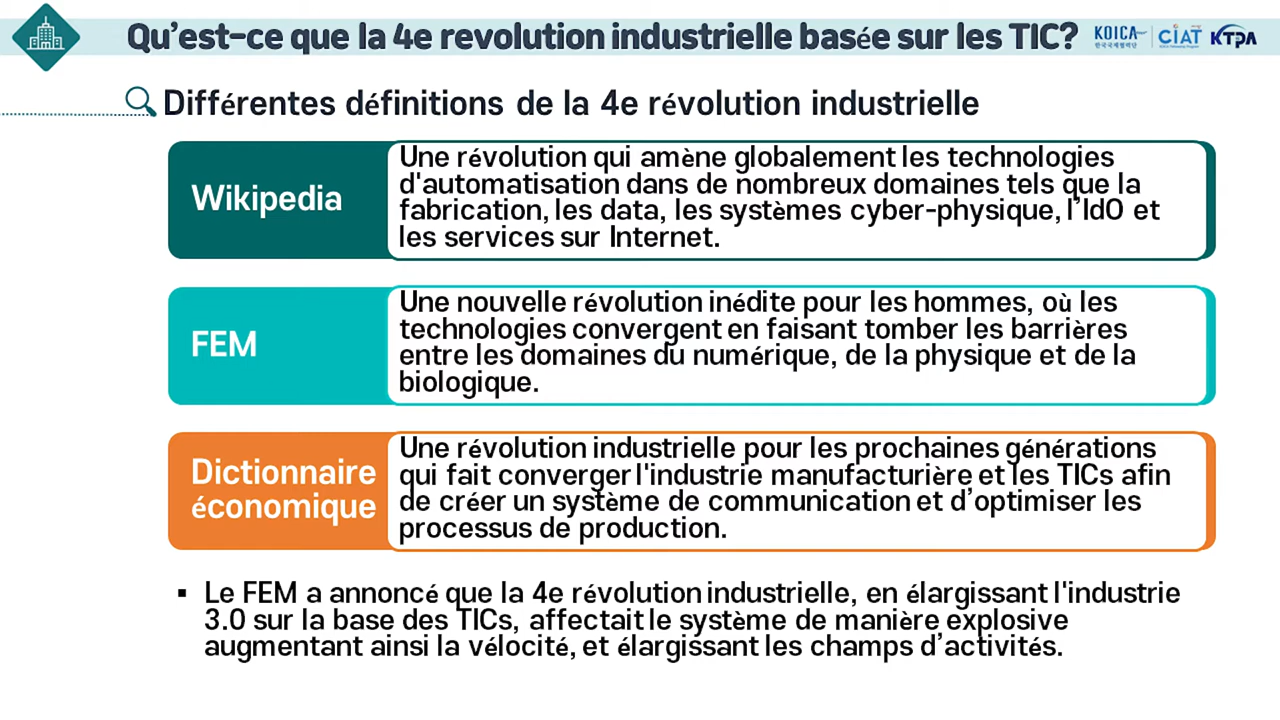 Qu’est-ce que la 4e revolution industrielle basée sur les TIC?
KOICA
한국국제협력단
CIAT
KTPA
Différentes définitions de la 4e révolution industrielle
Wikipedia
Une révolution qui amène globalement les technologies
d'automatisation dans de nombreux domaines tels que la
fabrication, les data, les systèmes cyber-physique, l’IdO et
les services sur Internet.
FEM
Une nouvelle révolution inédite pour les hommes, où les
technologies convergent en faisant tomber les barrières
entre les domaines du numérique, de la physique et de la
biologique.
Dictionnaire
économique
Une révolution industrielle pour les prochaines générations
qui fait converger l'industrie manufacturière et les TICs afin
de créer un système de communication et d’optimiser les
processus de production.
▪ Le FEM a annoncé que la 4e révolution industrielle, en élargissant l'industrie
3.0 sur la base des TICs, affectait le système de manière explosive
augmentant ainsi la vélocité, et élargissant les champs d’activités.